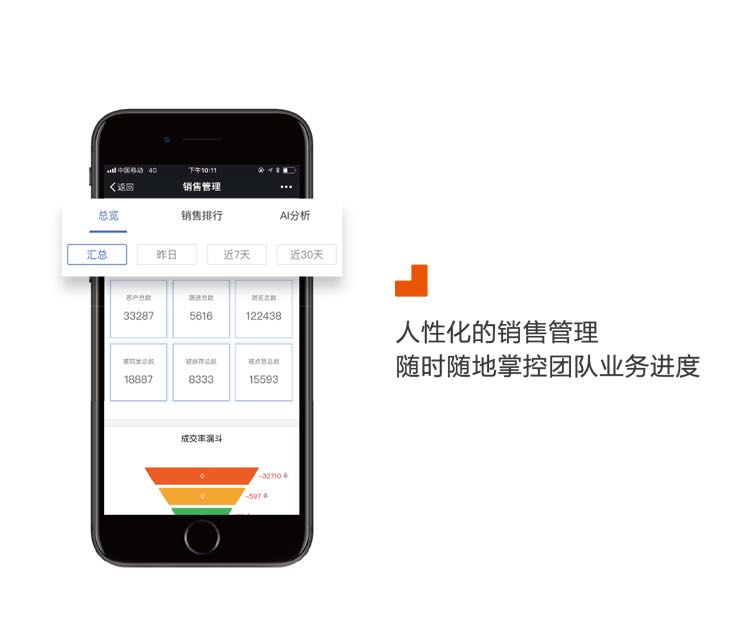 中国移动 4G 下午10:11
返回 销售管理
总览 销售排行 AI分析
汇总 昨日 近7天 近30天
客户总数 跟进总数 浏览总数
33287 5616 122438
被转发总数 被保存总数 被点赞总数
18887 8333 15593
成交率漏斗
0 -32710
0 -597
人性化的销售管理
随时随地掌控团队业务进度